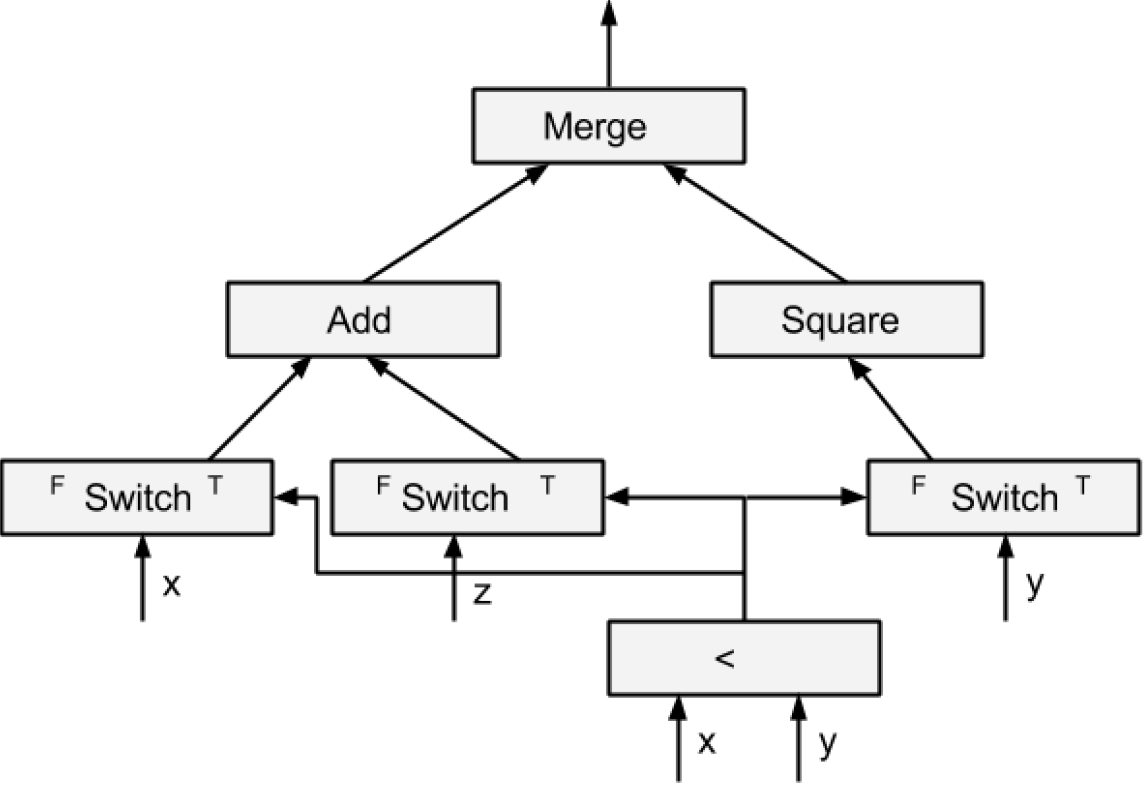 Merge
Add
Square
F Switch T
F Switch T
F Switch T
x
z
y
<
x
y